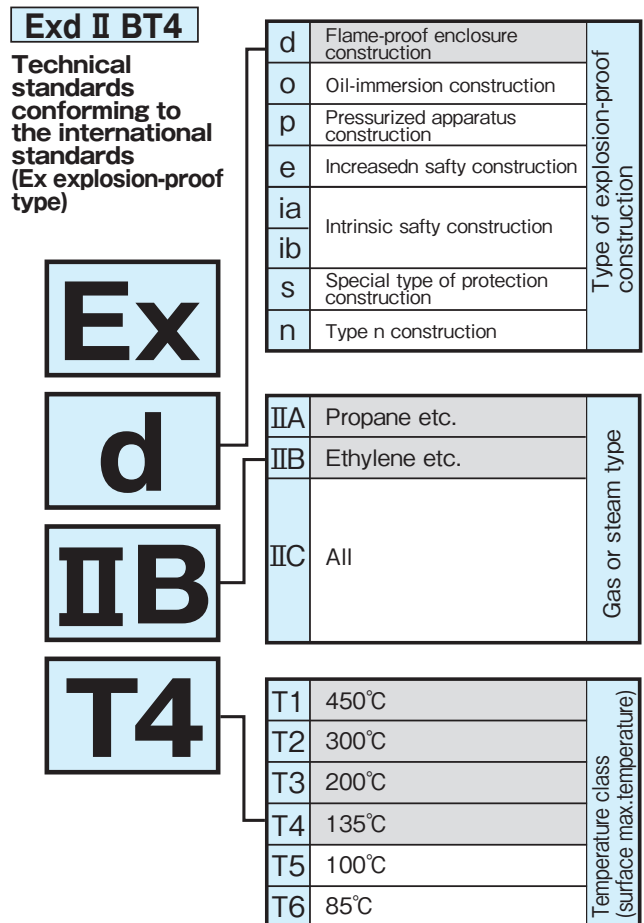 Exd Ⅱ BT4
Technical
standards
conforming to
the international
standards
(Ex explosion-proof
type)
Ex
d
ⅡB
T4
d Flame-proof enclosure
construction
o Oil-immersion construction
p Pressurized apparatus
construction
e Increasedn safty construction
ia
Intrinsic safty construction
ib
s Special type of protection
construction
n Type n construction
Type of explosion-proof
construction
ⅡA Propane etc.
ⅡB Ethylene etc.
ⅡC All
Gas or steam type
T1 450℃
T2 300℃
T3 200℃
T4 135℃
T5 100℃
T6 85℃
Temperature class
(surface max.temperature)